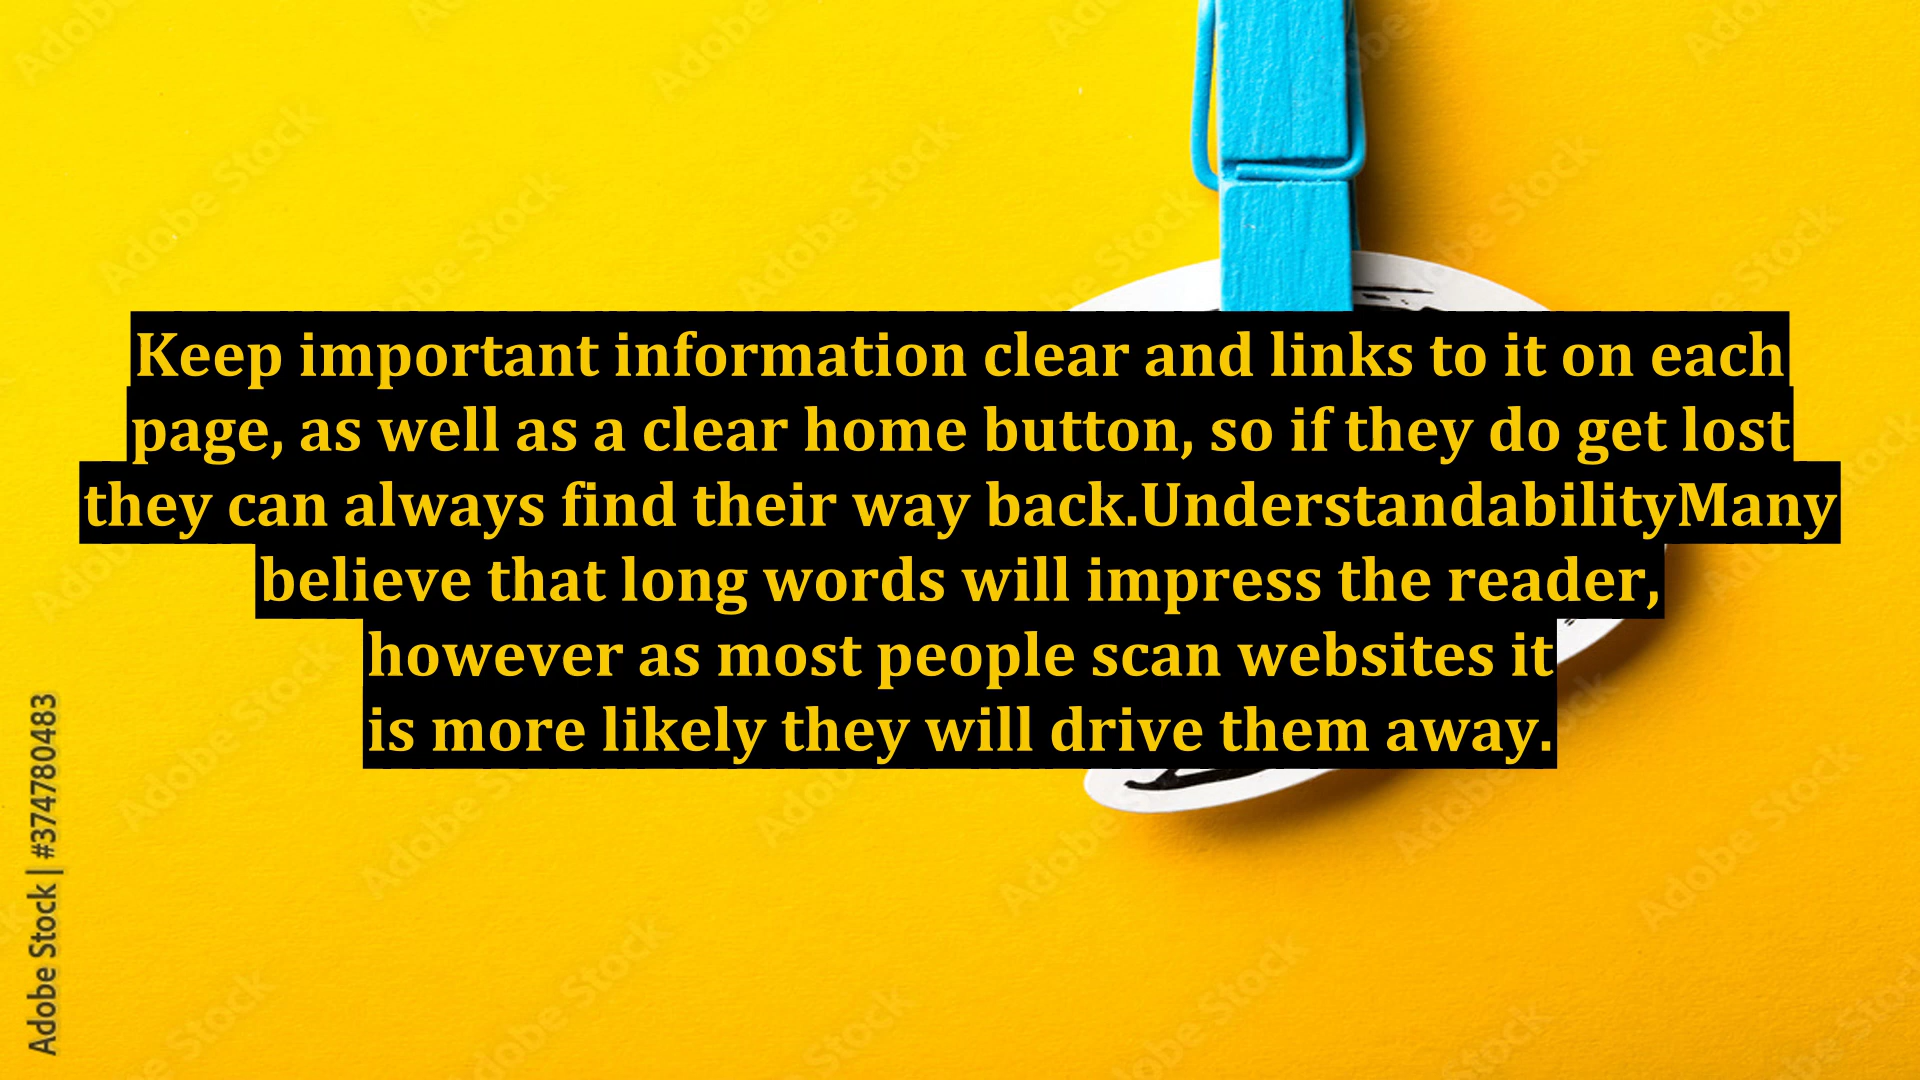 Keep important information clear and links to it on each
page, as well as a clear home button, so if they do get lost
they can always find their way back.UnderstandabilityMany
believe that long words will impress the reader,
however as most people scan websites it
is more likely they will drive them away.
Adobe Stock | #374780483